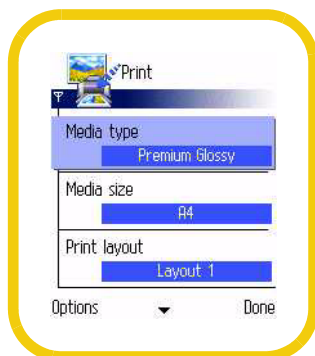 Print
Media type
Premium Glossy
Media size
A4
Print layout
Layout 1
Options Done